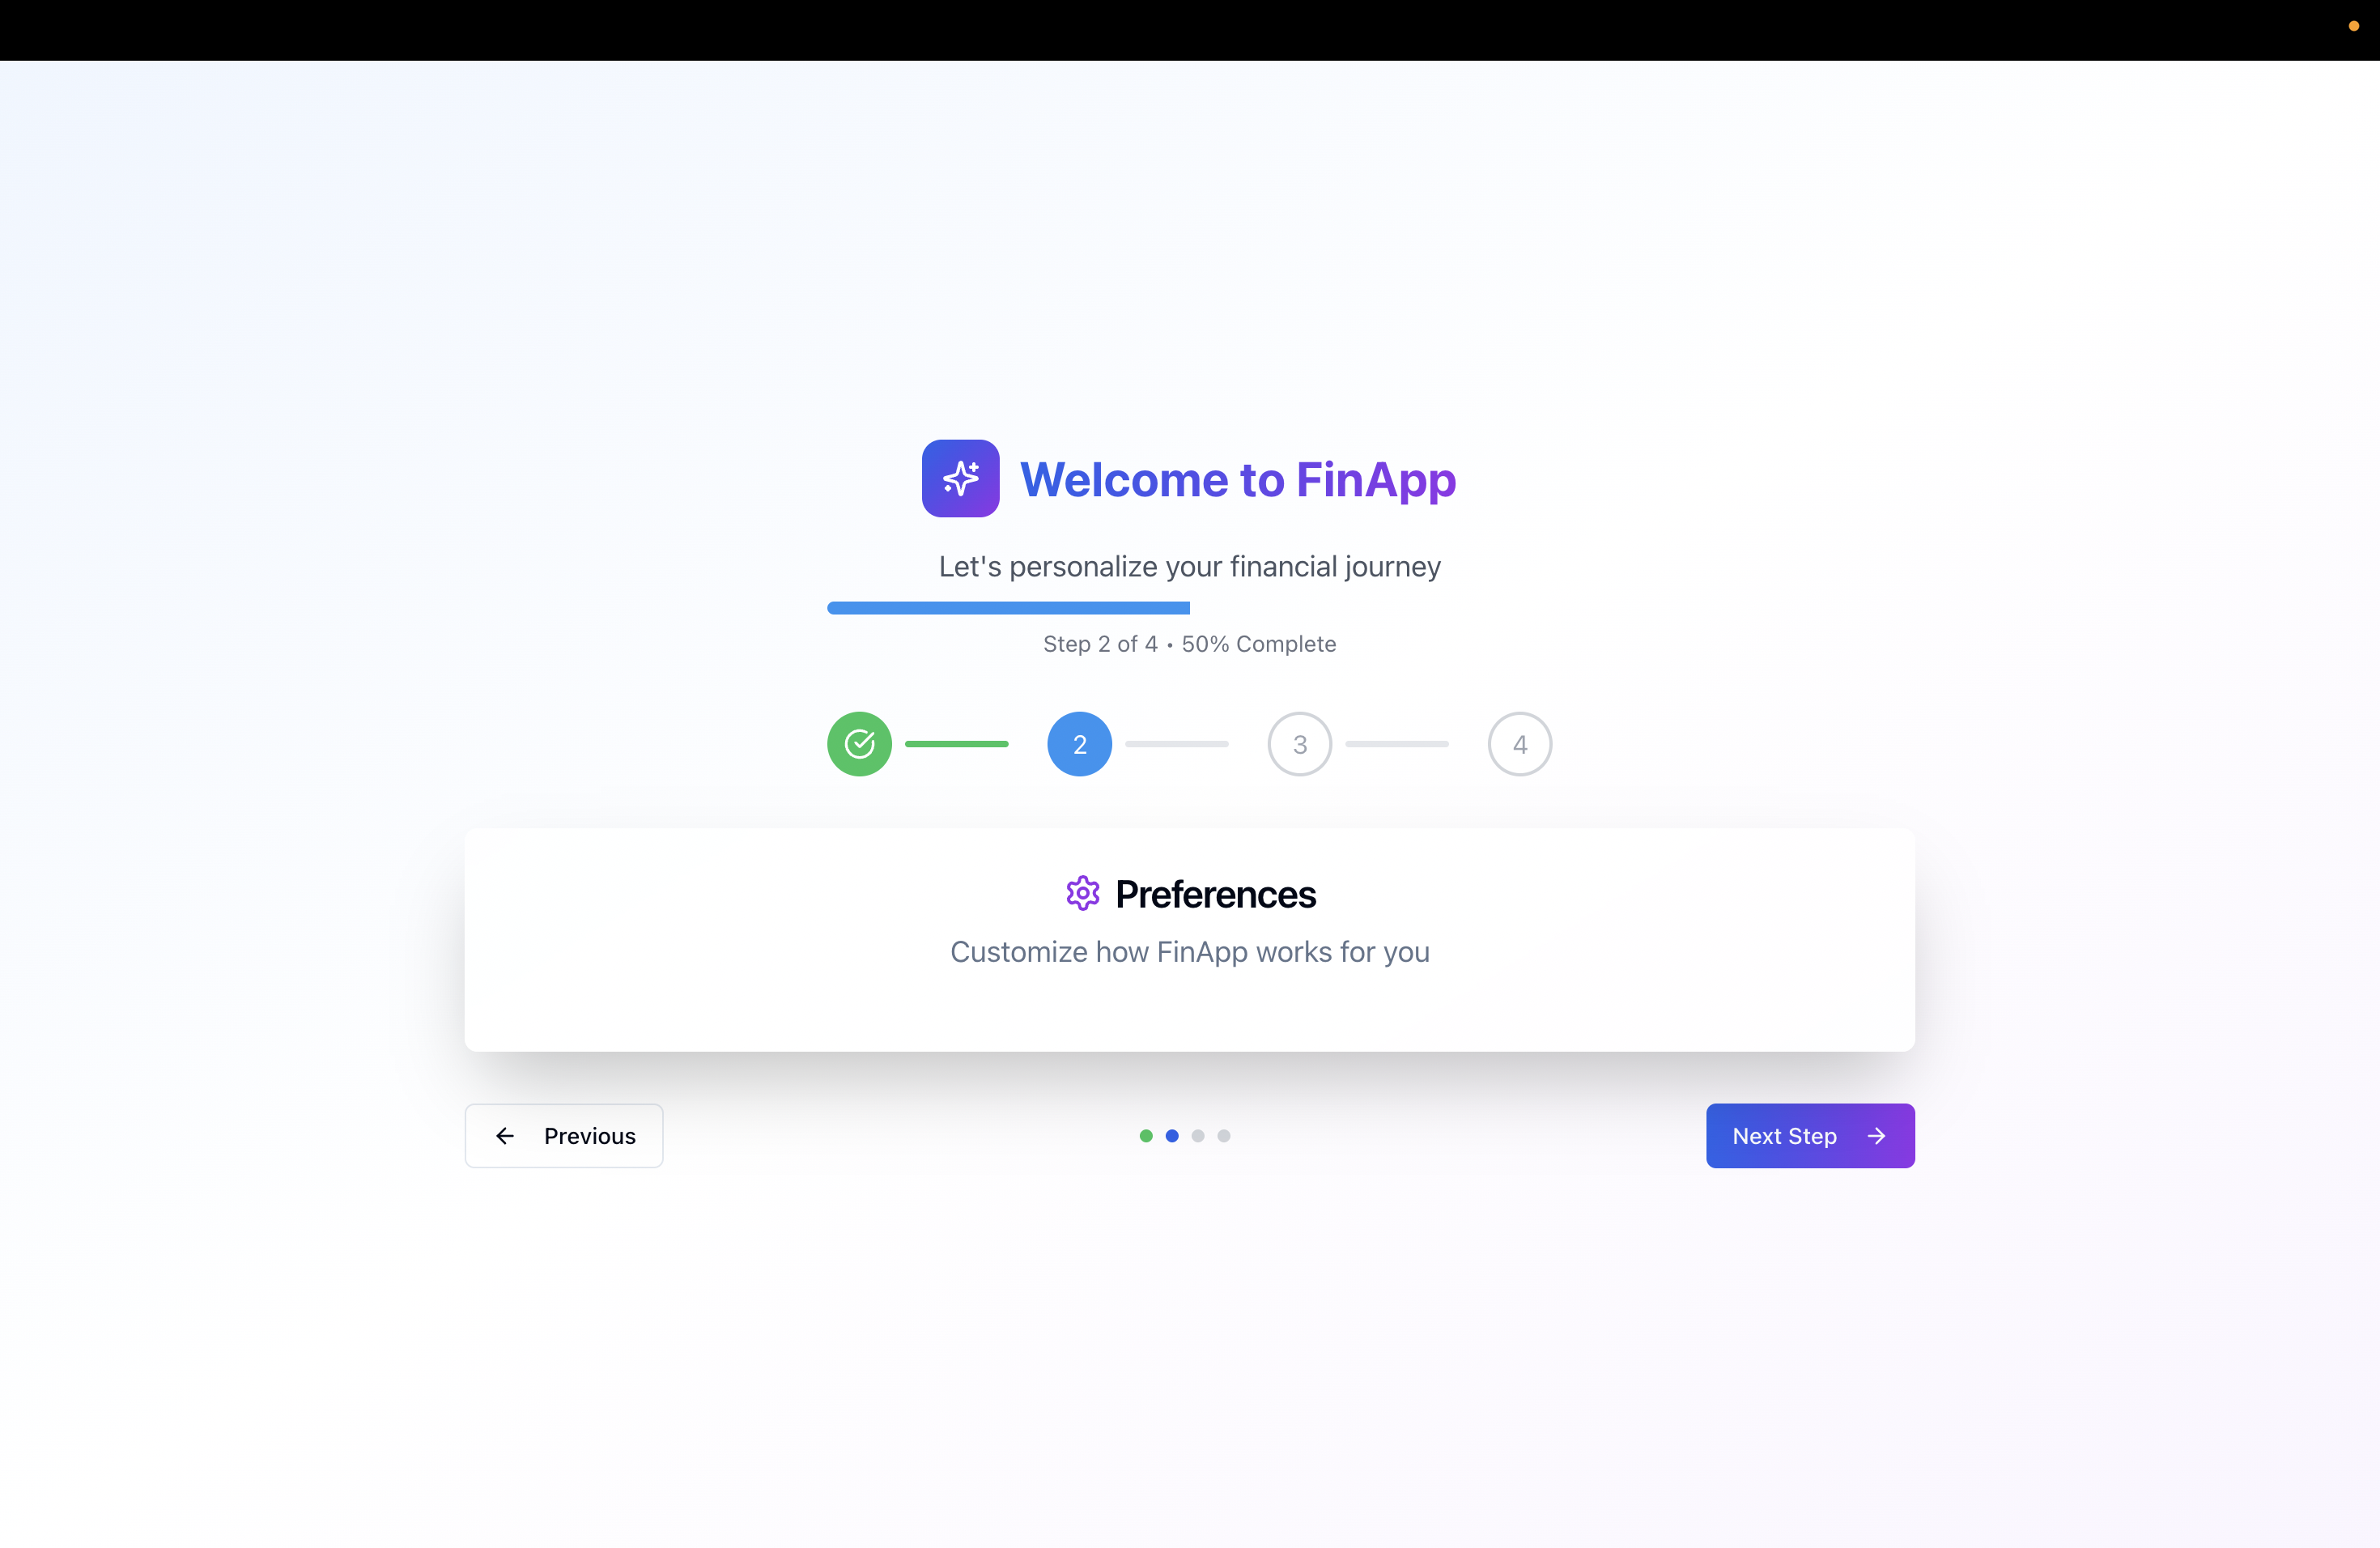 Welcome to FinApp
Let's personalize your financial journey
Step 2 of 4 • 50% Complete
2 3 4
Preferences
Customize how FinApp works for you
Previous Next Step